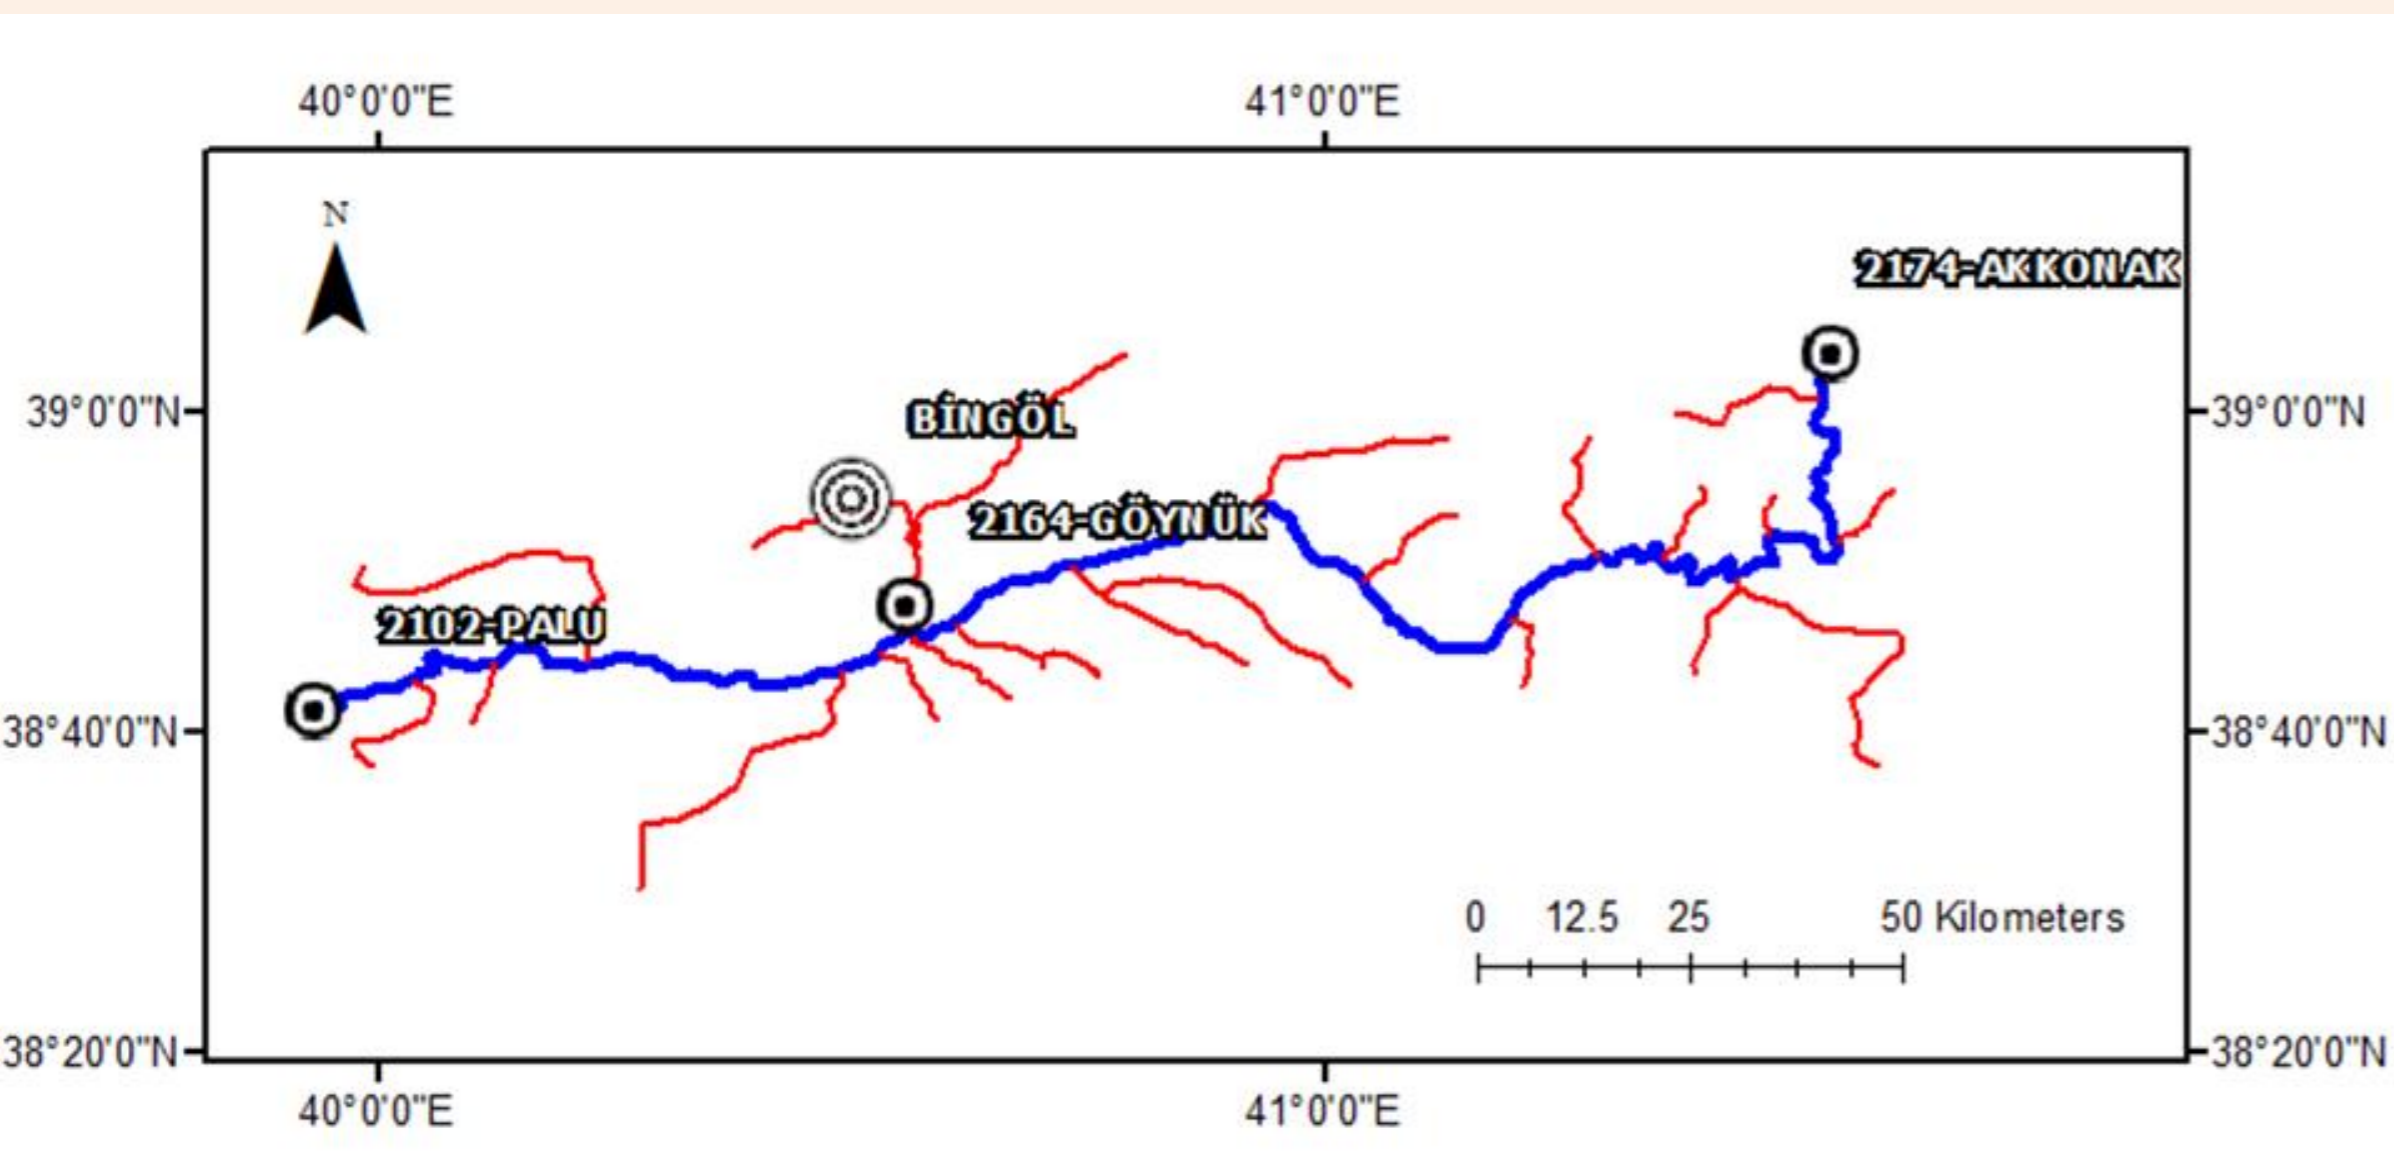 40°0'0"E 41°0'0"E
N
2174-AKKONAK
39°0'0"N 39°0'0"N
BİNGÖL
2164-GÖYNÜK
2102-PALU
38°40'0"N 38°40'0"N
0 12.5 25 50 Kilometers
38°20'0"N 38°20'0"N
40°0'0"E 41°0'0"E